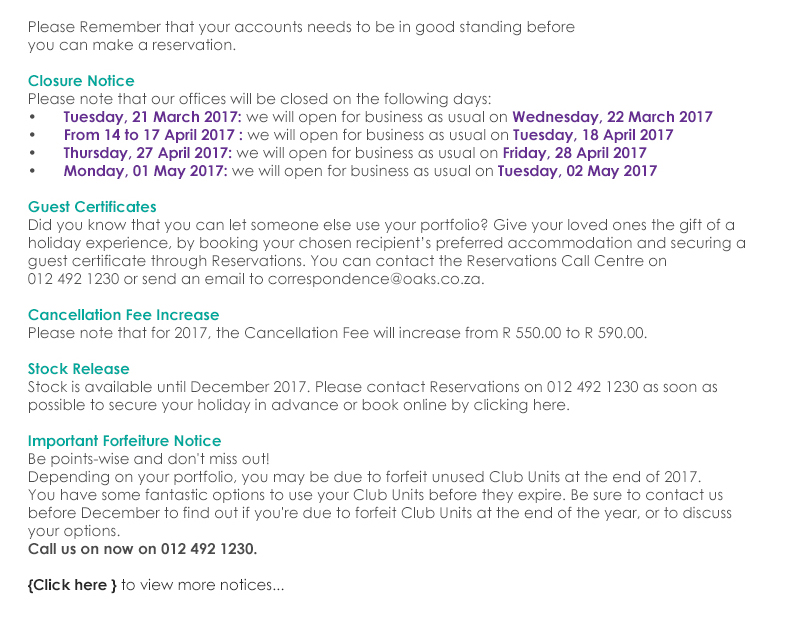 Please Remember that your accounts needs to be in good standing before
you can make a reservation.
Closure Notice
Please note that our offices will be closed on the following days:
• Tuesday, 21 March 2017: we will open for business as usual on Wednesday, 22 March 2017
• From 14 to 17 April 2017 : we will open for business as usual on Tuesday, 18 April 2017
• Thursday, 27 April 2017: we will open for business as usual on Friday, 28 April 2017
• Monday, 01 May 2017: we will open for business as usual on Tuesday, 02 May 2017
Guest Certificates
Did you know that you can let someone else use your portfolio? Give your loved ones the gift of a
holiday experience, by booking your chosen recipient's preferred accommodation and securing a
guest certificate through Reservations. You can contact the Reservations Call Centre on
012 492 1230 or send an email to correspondence@oaks.co.za.
Cancellation Fee Increase
Please note that for 2017, the Cancellation Fee will increase from R 550.00 to R 590.00.
Stock Release
Stock is available until December 2017. Please contact Reservations on 012 492 1230 as soon as
possible to secure your holiday in advance or book online by clicking here.
Important Forfeiture Notice
Be points-wise and don't miss out!
Depending on your portfolio, you may be due to forfeit unused Club Units at the end of 2017.
You have some fantastic options to use your Club Units before they expire. Be sure to contact us
before December to find out if you're due to forfeit Club Units at the end of the year, or to discuss
your options.
Call us on now on 012 492 1230.
{Click here } to view more notices...